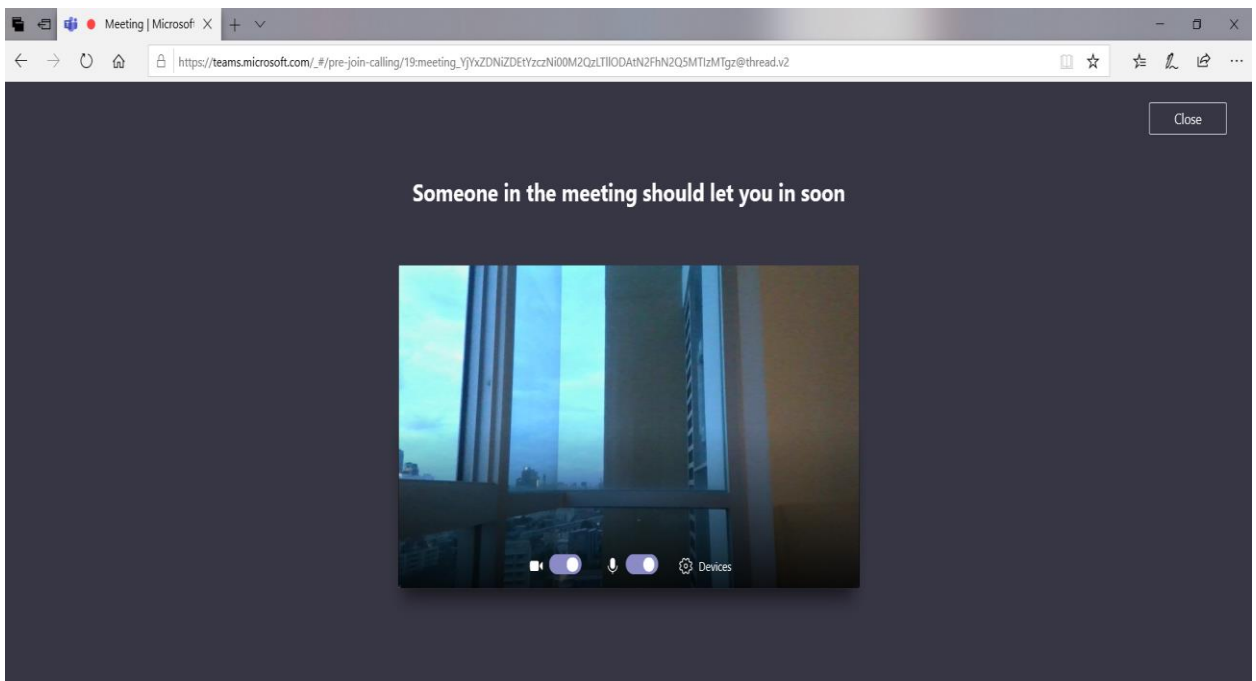 Meeting | Microsof
https://teams.microsoft.com/_#/pre-join-calling/19:meeting_YjYxZDNiZDEtYzczNi00M2QzLTllODAtN2FhN2Q5MTIzMTgz@thread.v2
Close
Someone in the meeting should let you in soon
Devices